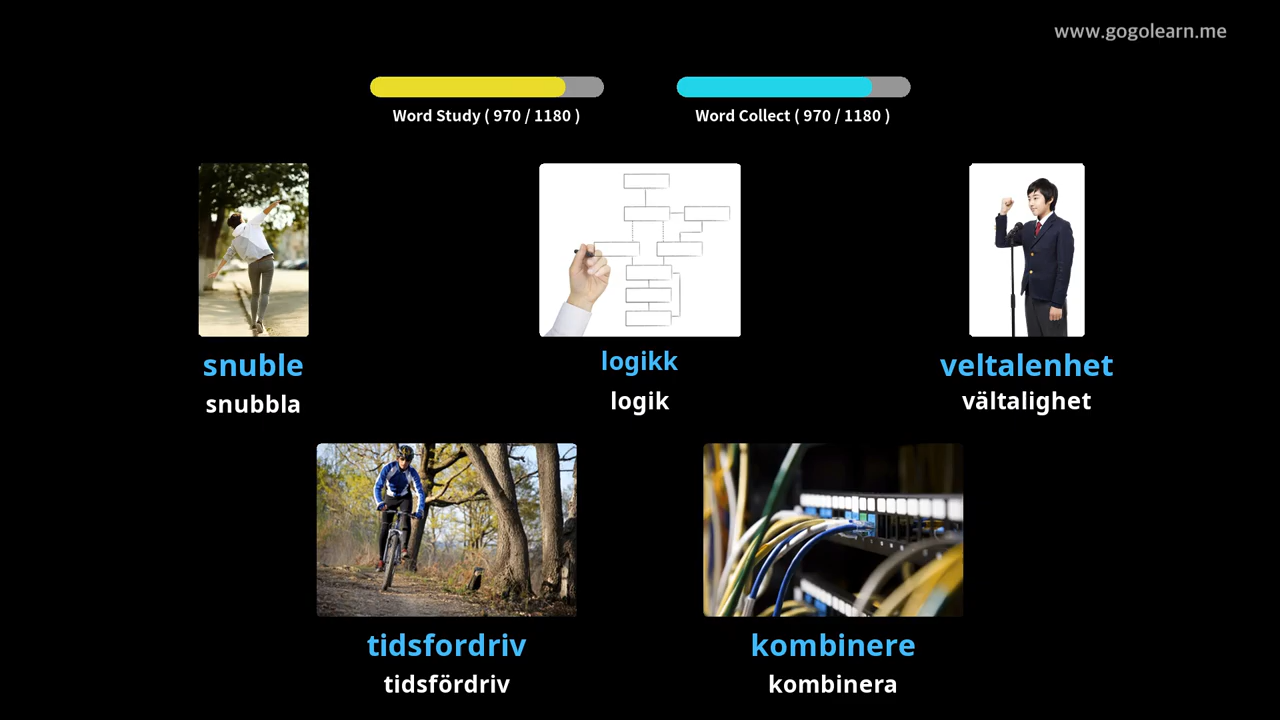 www.gogolearn.me
Word Study ( 970 / 1180 )
Word Collect ( 970 / 1180 )
snuble
snubbla
logikk
logik
veltalenhet
vältalighet
tidsfordriv
tidsfördriv
kombinere
kombinera